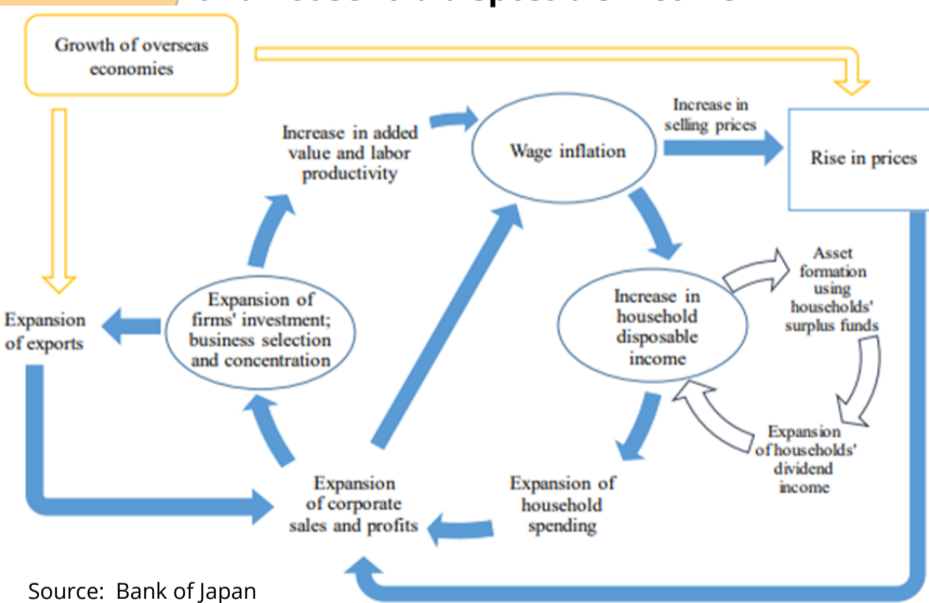 Growth of overseas
economies
Increase in added
value and labor
productivity
Wage inflation
Increase in
selling prices
Rise in prices
Expansion
of exports
Expansion of
firms' investment;
business selection
and concentration
Increase in
household
disposable
income
Asset
formation
using
households'
surplus funds
Expansion
of households'
dividend
income
Expansion
of corporate
sales and profits
Expansion of
household
spending
Source: Bank of Japan